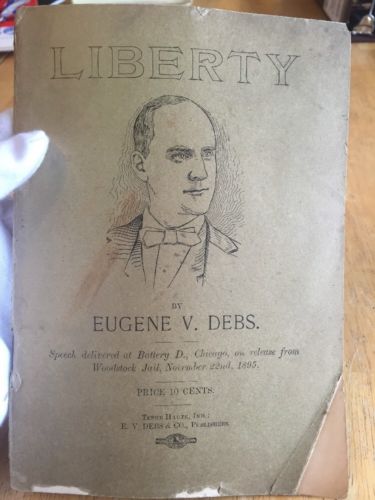 LIBERTY
BY
EUGENE V. DEBS.
Speech delivered at Battery D., Chicago, on release from
Woodstock Jail, November 22nd, 1895.
PRICE 10 CENTS.
TERRE HAUTE, IND.:
E. V. DEBS & CO., PUBLISHERS.